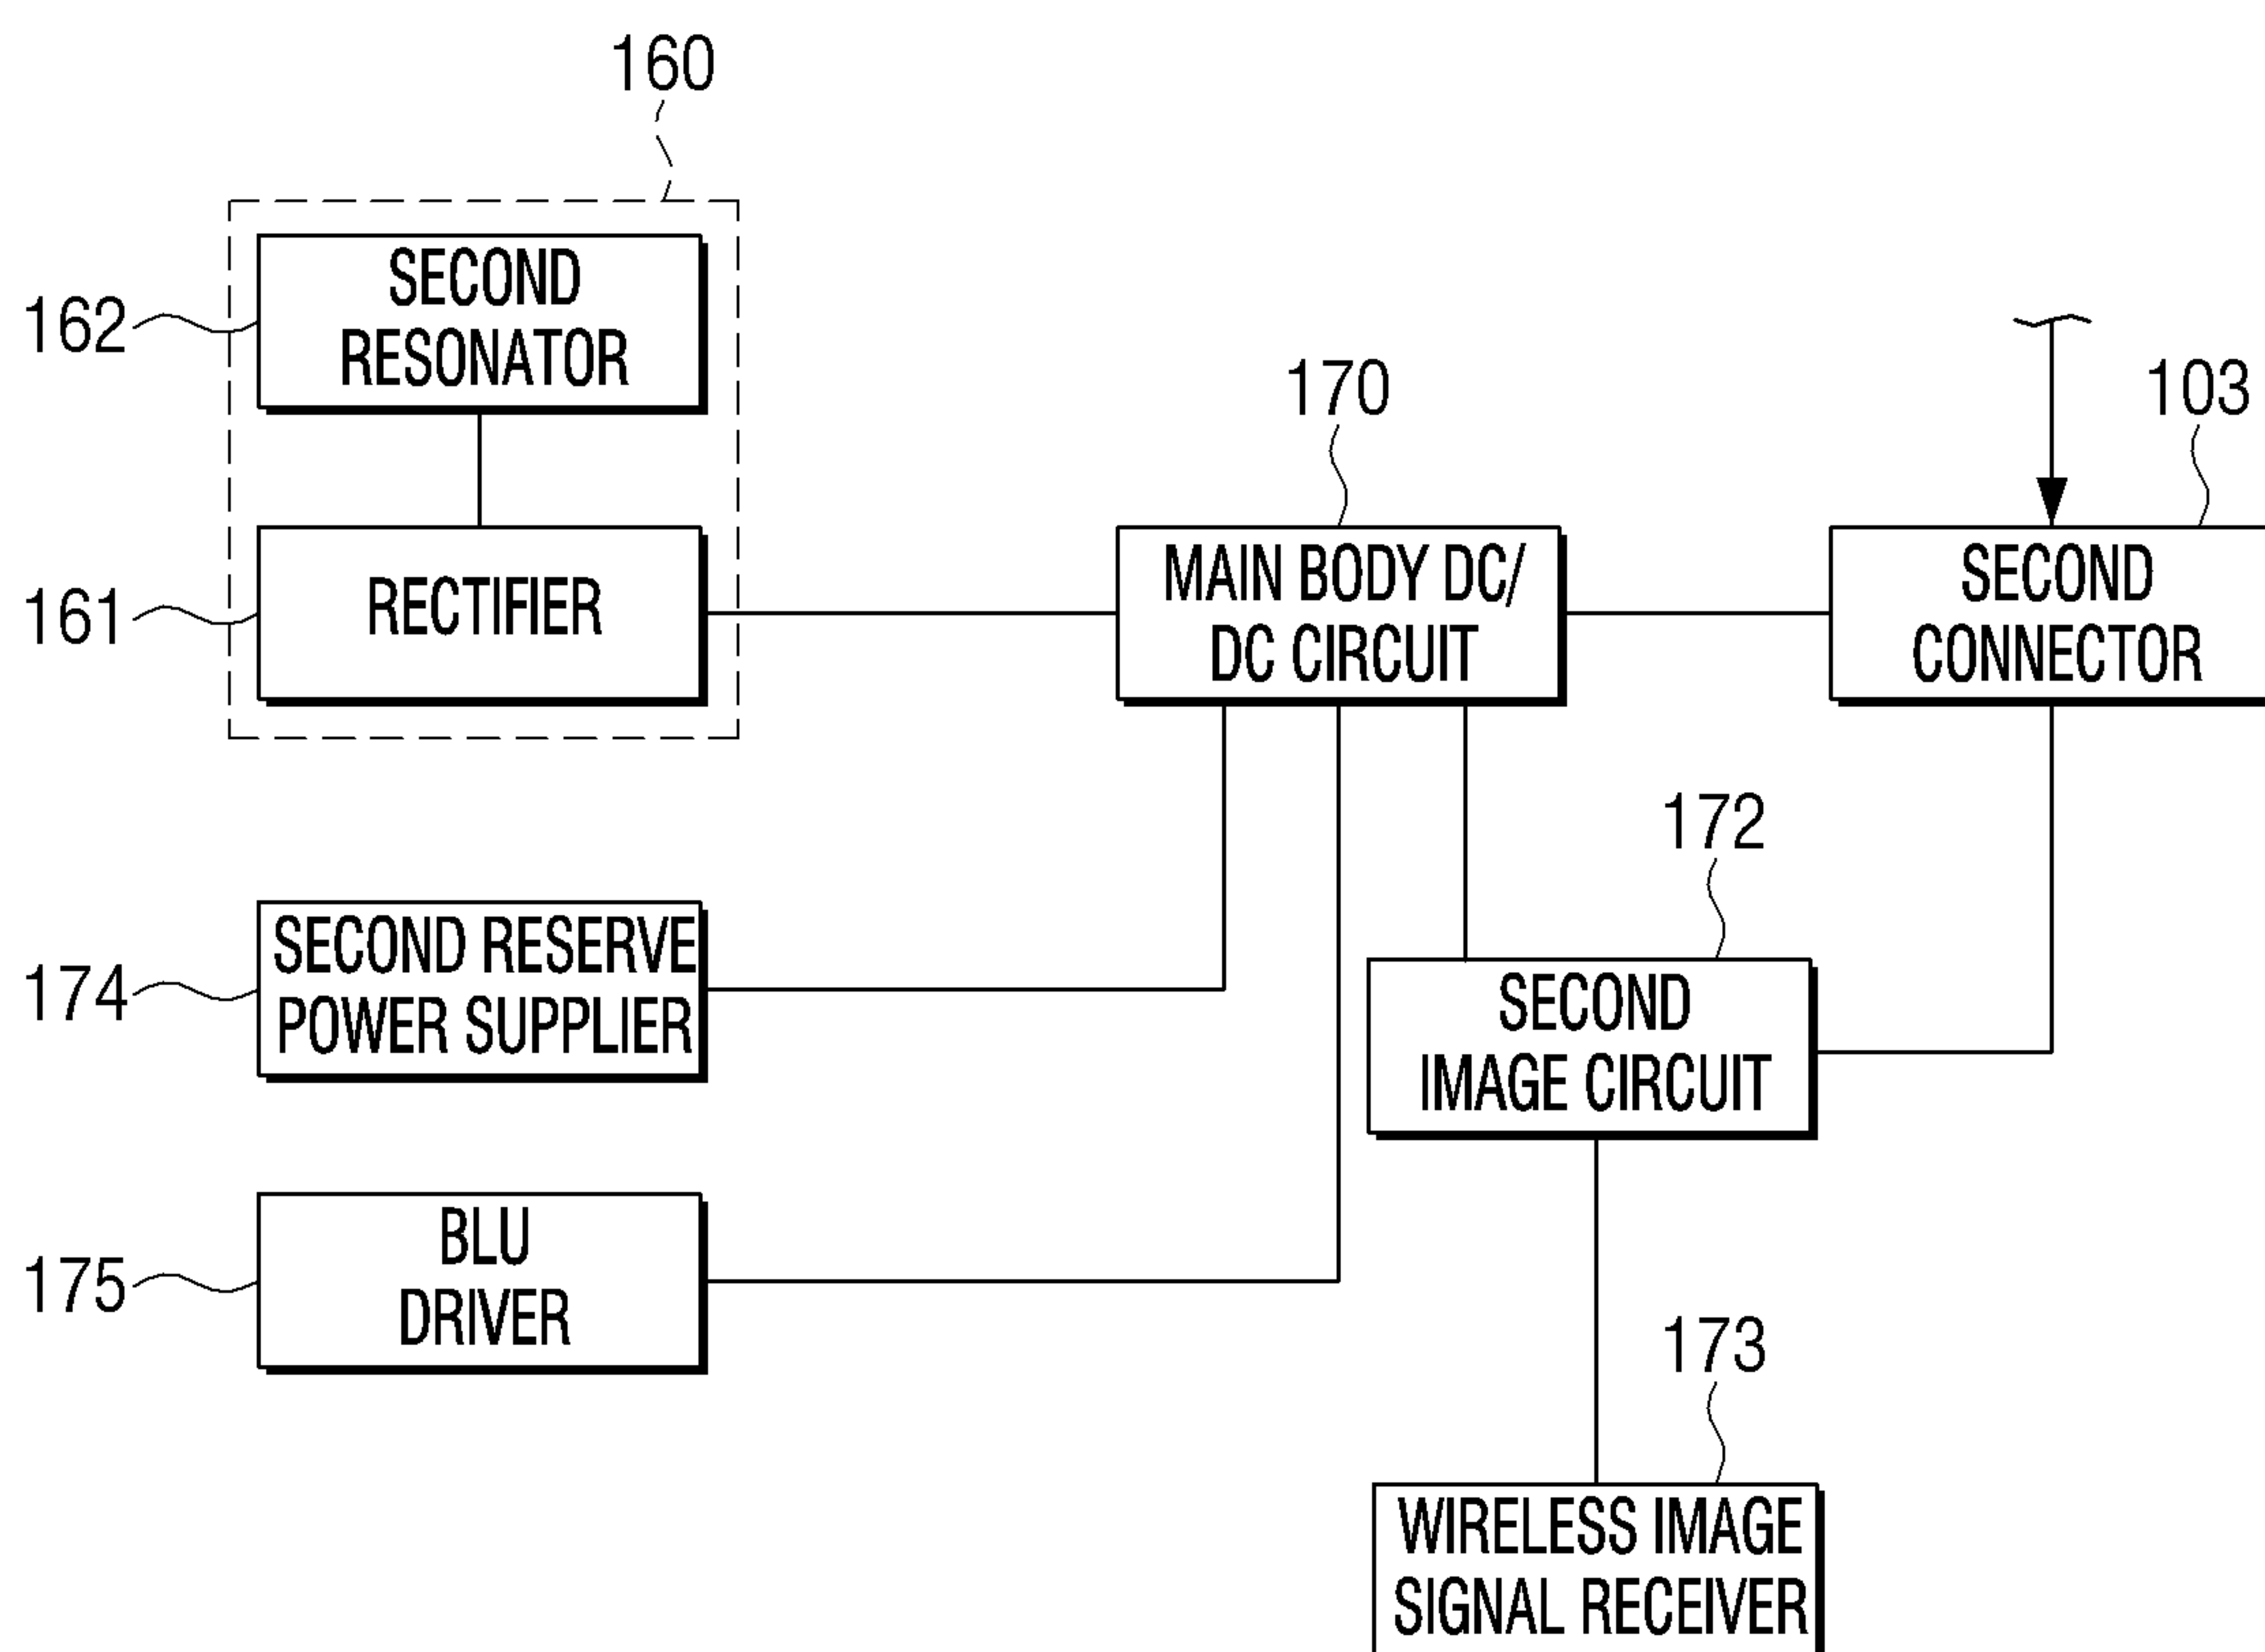 160
SECOND
RESONATOR
162
170
103
RECTIFIER
161
MAIN BODY DC/
DC CIRCUIT
SECOND
CONNECTOR
172
SECOND RESERVE
POWER SUPPLIER
174
SECOND
IMAGE CIRCUIT
BLU
DRIVER
175
173
WIRELESS IMAGE
SIGNAL RECEIVER